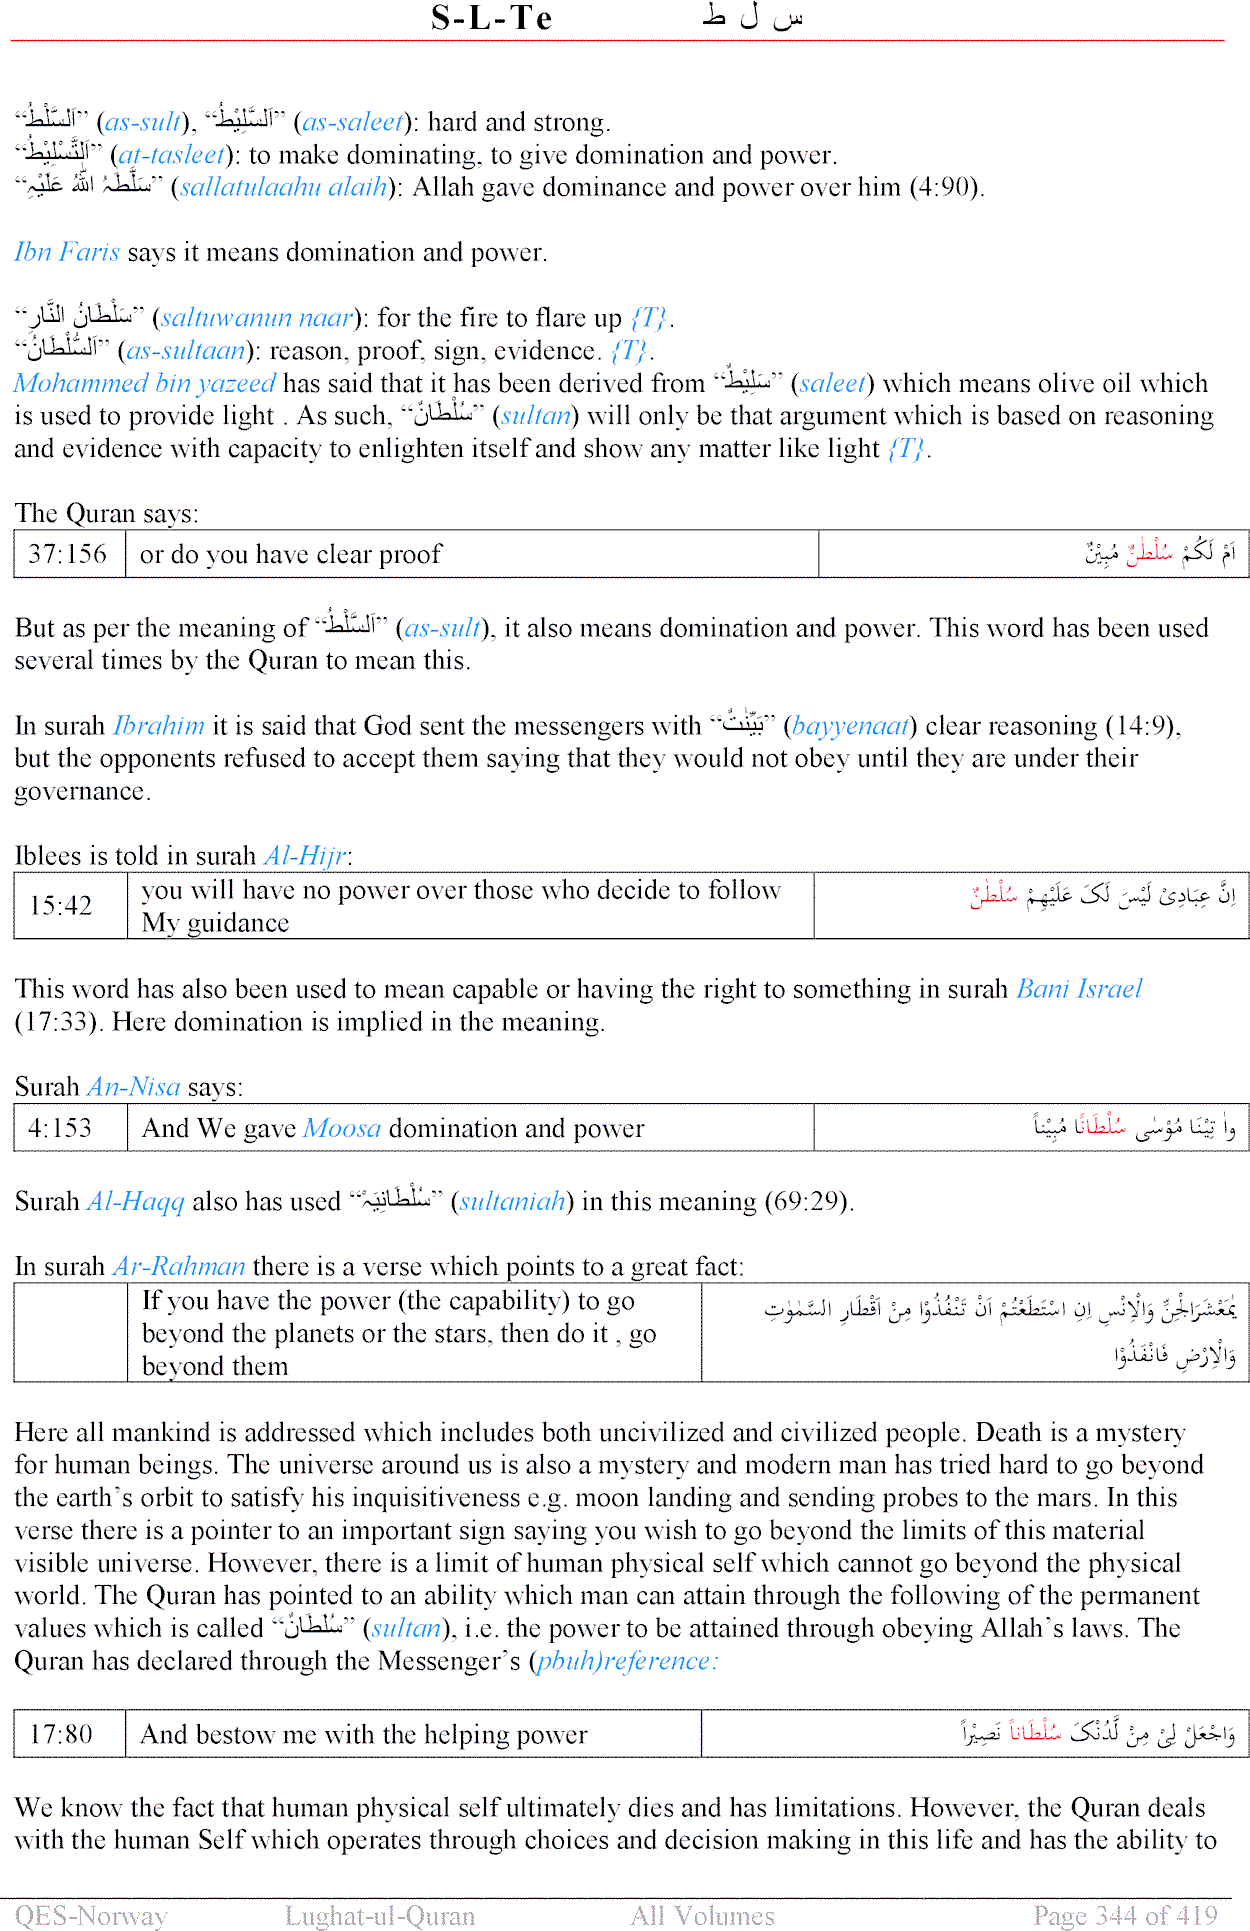 S-L-Te س ل ط
“اَلسَّلْطُ” (as-sult), “اَلسَّلِيْطُ” (as-saleet): hard and strong.
“اَلتَّسْلِيْطُ” (at-tasleet): to make dominating, to give domination and power.
“سَلَّطَہُ اللہُ عَلَيْہِ” (sallatulaahu alaih): Allah gave dominance and power over him (4:90).
Ibn Faris says it means domination and power.
“سَلْطَانُ النَّارِ” (saltuwanun naar): for the fire to flare up {T}.
“اَلسُّلْطَانُ” (as-sultaan): reason, proof, sign, evidence. {T}.
Mohammed bin yazeed has said that it has been derived from “سَلِيْطٌ” (saleet) which means olive oil which
is used to provide light . As such, “سُلْطَانٌ” (sultan) will only be that argument which is based on reasoning
and evidence with capacity to enlighten itself and show any matter like light {T}.
The Quran says:
37:156 or do you have clear proof اَمْ لَكُمْ سُلْطٰنٌ مُبِيْنٌ
But as per the meaning of “اَلسَّلْطُ” (as-sult), it also means domination and power. This word has been used
several times by the Quran to mean this.
In surah Ibrahim it is said that God sent the messengers with “بَيِّنٰتٌ” (bayyenaat) clear reasoning (14:9),
but the opponents refused to accept them saying that they would not obey until they are under their
governance.
Iblees is told in surah Al-Hijr:
15:42 you will have no power over those who decide to follow اِنَّ عِبَادِىْ لَيْسَ لَکَ عَلَيْهِمْ سُلْطٰنٌ
My guidance
This word has also been used to mean capable or having the right to something in surah Bani Israel
(17:33). Here domination is implied in the meaning.
Surah An-Nisa says:
4:153 And We gave Moosa domination and power واٰ تَيْنَا مُوْسٰى سُلْطَانًا مُبِيْناً
Surah Al-Haqq also has used “سُلْطَانِيَہْ” (sultaniah) in this meaning (69:29).
In surah Ar-Rahman there is a verse which points to a great fact:
If you have the power (the capability) to go يٰمَعْشَرَالْجِنِّ وَالْاِنْسِ اِنِ اسْتَطَعْتُمْ اَنْ تَنْفُذُوْا مِنْ اَقْطَارِ السَّمٰوٰتِ
beyond the planets or the stars, then do it , go وَالْاِرْضِ فَانْفَذُوْا
beyond them
Here all mankind is addressed which includes both uncivilized and civilized people. Death is a mystery
for human beings. The universe around us is also a mystery and modern man has tried hard to go beyond
the earth’s orbit to satisfy his inquisitiveness e.g. moon landing and sending probes to the mars. In this
verse there is a pointer to an important sign saying you wish to go beyond the limits of this material
visible universe. However, there is a limit of human physical self which cannot go beyond the physical
world. The Quran has pointed to an ability which man can attain through the following of the permanent
values which is called “سُلْطَانٌ” (sultan), i.e. the power to be attained through obeying Allah’s laws. The
Quran has declared through the Messenger’s (pbuh)reference:
17:80 And bestow me with the helping power وَاجْعَلْ لِىْ مِنْ لَّدُنْکَ سُلْطَاناً نَصِيْراً
We know the fact that human physical self ultimately dies and has limitations. However, the Quran deals
with the human Self which operates through choices and decision making in this life and has the ability to
QES-Norway Lughat-ul-Quran All Volumes Page 344 of 419